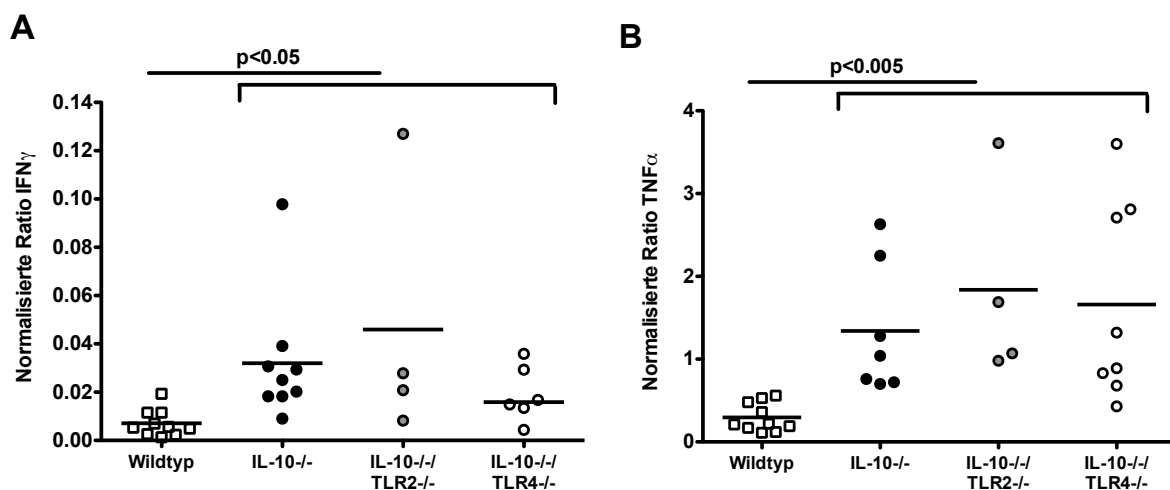 A
p<0.05
Normalisierte Ratio IFNγ
0.14
0.12
0.10
0.08
0.06
0.04
0.02
0.00
Wildtyp
IL-10-/-
IL-10-/-/
TLR2-/-
IL-10-/-/
TLR4-/-
B
p<0.005
Normalisierte Ratio TNFα
4
3
2
1
0
Wildtyp
IL-10-/-
IL-10-/-/
TLR2-/-
IL-10-/-/
TLR4-/-